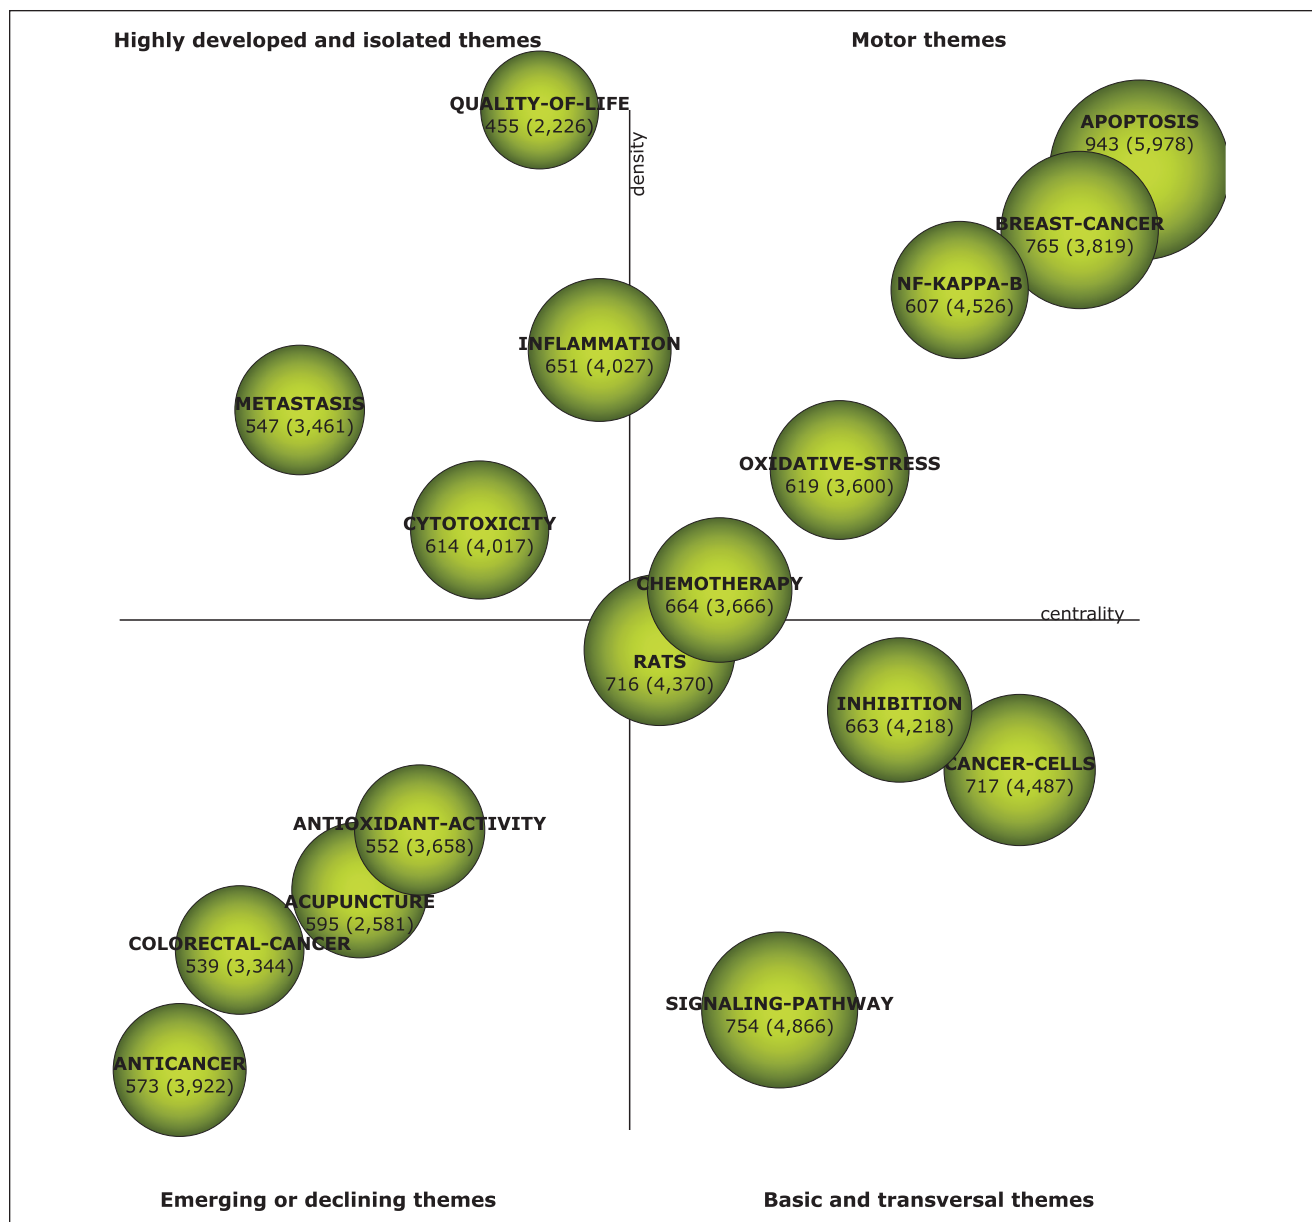 Highly developed and isolated themes
Motor themes
QUALITY-OF-LIFE
455 (2,226)
density
APOPTOSIS
943 (5,978)
BREAST-CANCER
765 (3,819)
NF-KAPPA-B
607 (4,526)
INFLAMMATION
651 (4,027)
METASTASIS
547 (3,461)
OXIDATIVE-STRESS
619 (3,600)
CYTOTOXICITY
614 (4,017)
CHEMOTHERAPY
664 (3,666)
centrality
RATS
716 (4,370)
INHIBITION
663 (4,218)
CANCER-CELLS
717 (4,487)
ANTIOXIDANT-ACTIVITY
552 (3,658)
ACUPUNCTURE
595 (2,581)
COLORECTAL-CANCER
539 (3,344)
SIGNALING-PATHWAY
754 (4,866)
ANTICANCER
573 (3,922)
Emerging or declining themes
Basic and transversal themes